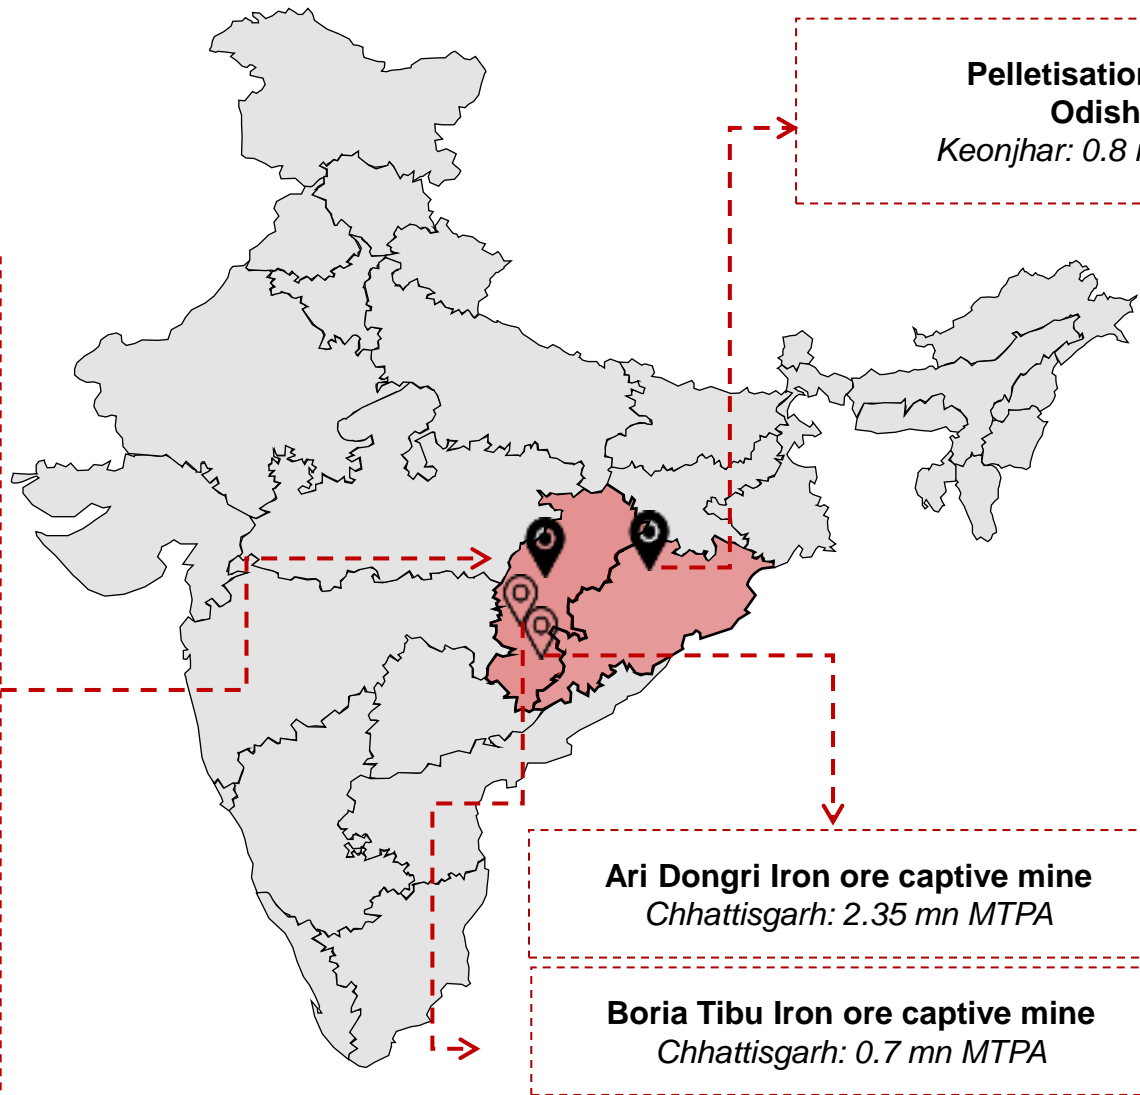 Pelletisation
Odish
Keonjhar: 0.8
Ari Dongri Iron ore captive mine
Chhattisgarh: 2.35 mn MTPA
Boria Tibu Iron ore captive mine
Chhattisgarh: 0.7 mn MTPA